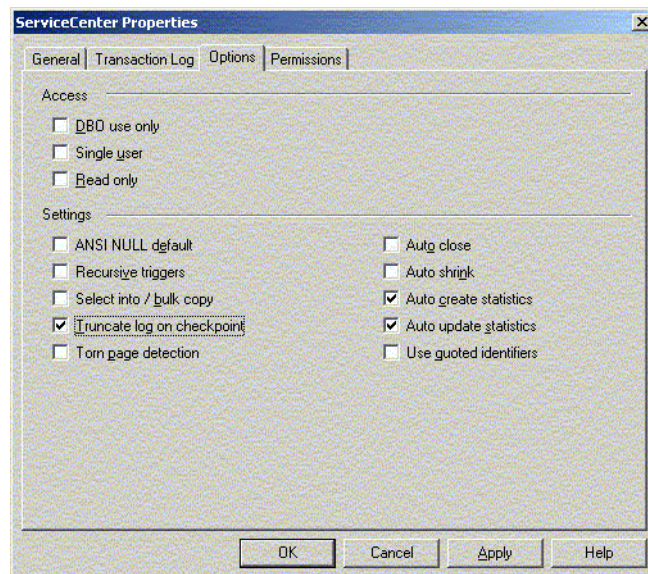 ServiceCenter Properties
General Transaction Log Options Permissions
Access
DBO use only
Single user
Read only
Settings
ANSI NULL default Auto close
Recursive triggers Auto shrink
Select into / bulk copy Auto create statistics
Truncate log on checkpoint Auto update statistics
Torn page detection Use quoted identifiers
OK Cancel Apply Help